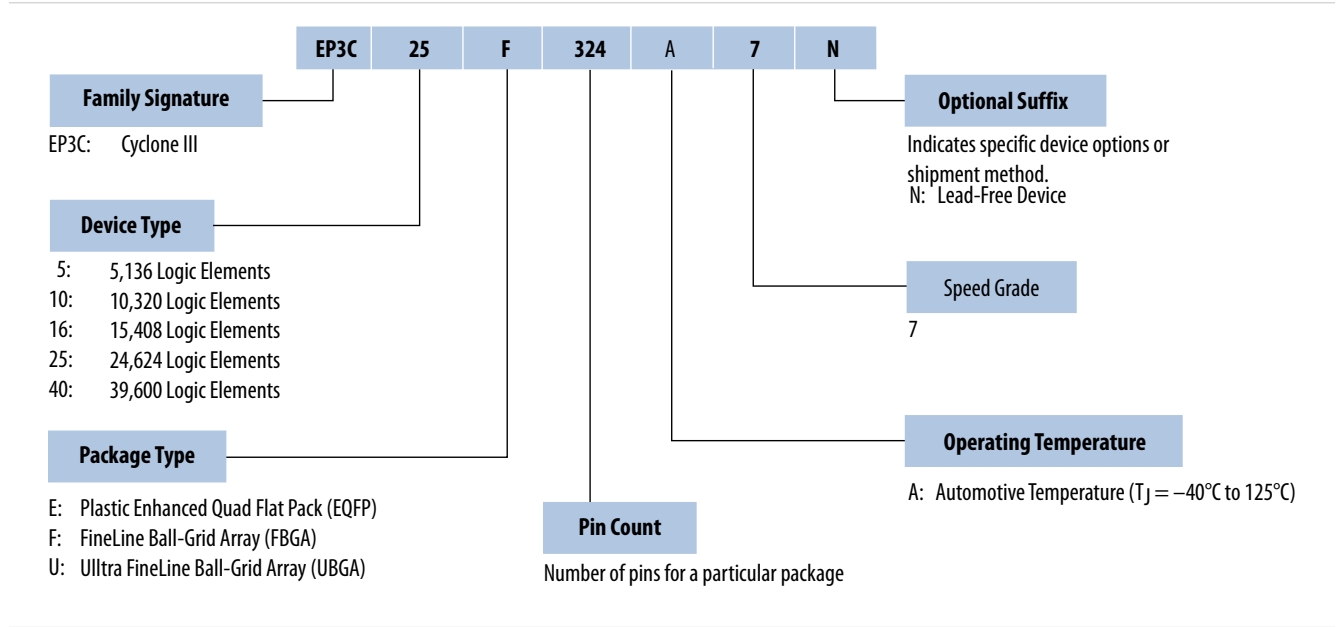 EP3C 25 F 324 A 7 N
Family Signature
EP3C: Cyclone III
Optional Suffix
Indicates specific device options or
shipment method.
N: Lead-Free Device
Device Type
5: 5,136 Logic Elements
10: 10,320 Logic Elements
16: 15,408 Logic Elements
25: 24,624 Logic Elements
40: 39,600 Logic Elements
Speed Grade
7
Package Type
E: Plastic Enhanced Quad Flat Pack (EQFP)
F: FineLine Ball-Grid Array (FBGA)
U: Ulltra FineLine Ball-Grid Array (UBGA)
Pin Count
Number of pins for a particular package
Operating Temperature
A: Automotive Temperature (TJ = –40°C to 125°C)